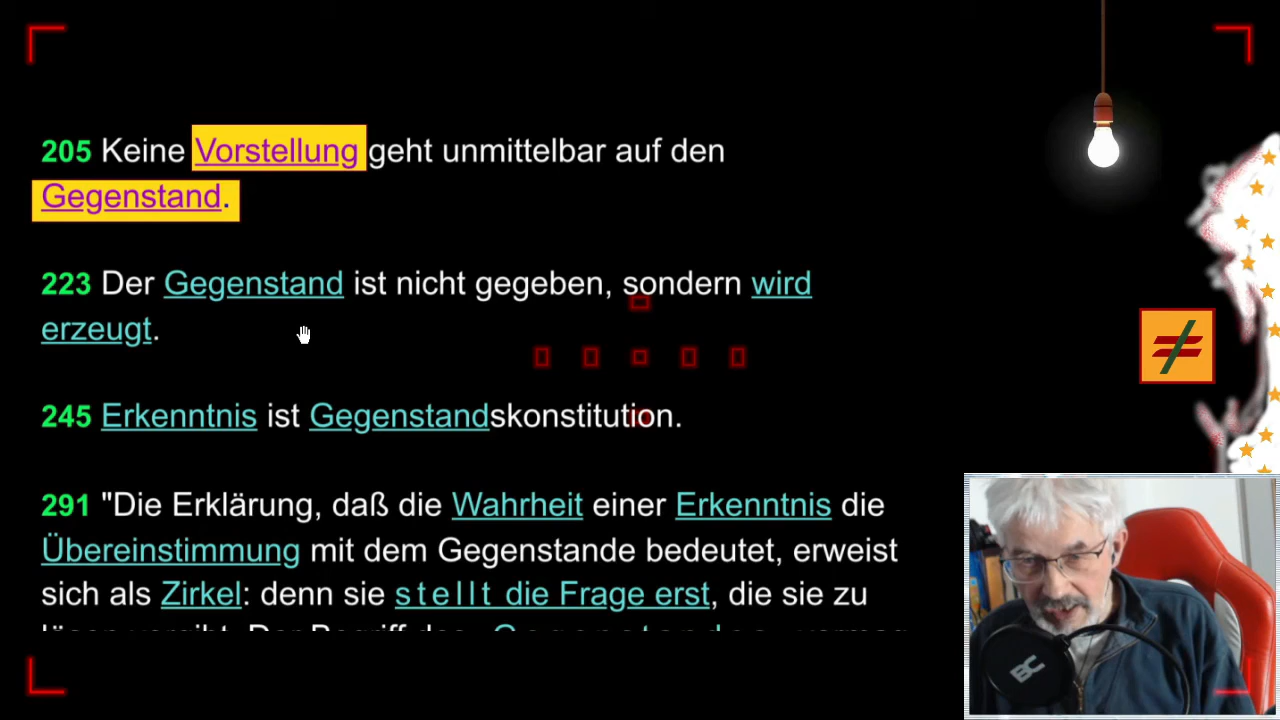 205 Keine Vorstellung geht unmittelbar auf den
Gegenstand.
223 Der Gegenstand ist nicht gegeben, sondern wird
erzeugt.
245 Erkenntnis ist Gegenstandskonstitution.
291 "Die Erklärung, daß die Wahrheit einer Erkenntnis die
Übereinstimmung mit dem Gegenstande bedeutet, erweist
sich als Zirkel: denn sie stellt die Frage erst, die sie zu
≠
BC